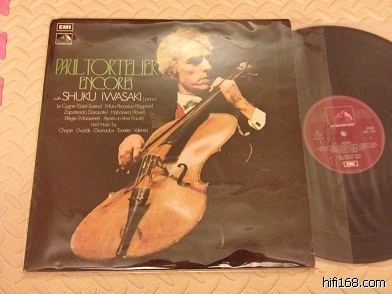 EMI
PAUL TORTELIER
ENCORES
with SHUKU IWASAKI (piano)
Le Cygne (Saint-Saëns) · Moto Perpetuo (Paganini)
Zapateado (Sarasate) · Habanera (Ravel)
Elégie (Massenet) · Après un rêve (Fauré)
and music by
Chopin · Dvořák · Granados · Tortelier · Valentini
EMI
hifi168.com